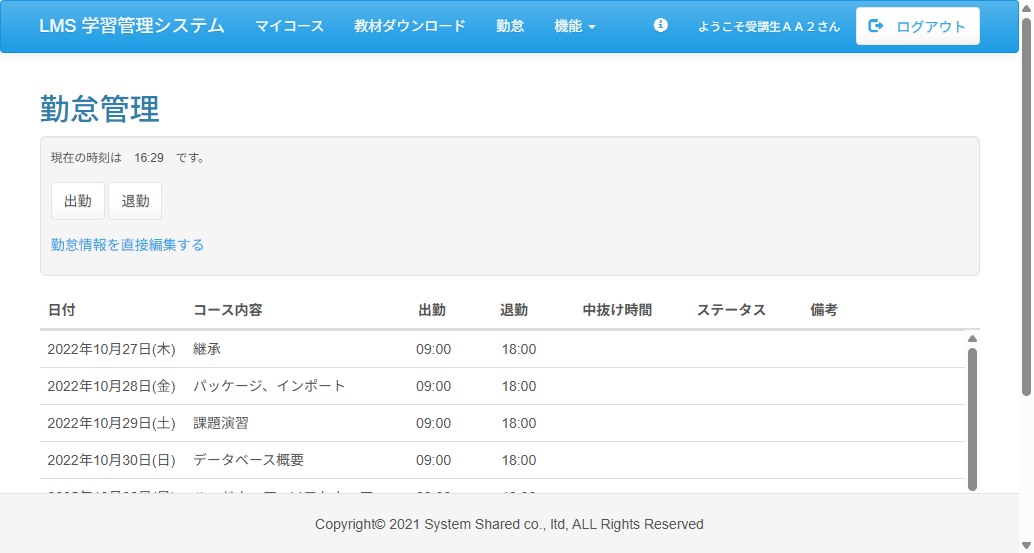 LMS 学習管理システム マイコース 教材ダウンロード 勤怠 機能 ようこそ受講生ＡＡ２さん ログアウト
勤怠管理
現在の時刻は 16:29 です。
出勤 退勤
勤怠情報を直接編集する
日付 コース内容 出勤 退勤 中抜け時間 ステータス 備考
2022年10月27日(木) 継承 09:00 18:00
2022年10月28日(金) パッケージ、インポート 09:00 18:00
2022年10月29日(土) 課題演習 09:00 18:00
2022年10月30日(日) データベース概要 09:00 18:00
Copyright© 2021 System Shared co., ltd, ALL Rights Reserved